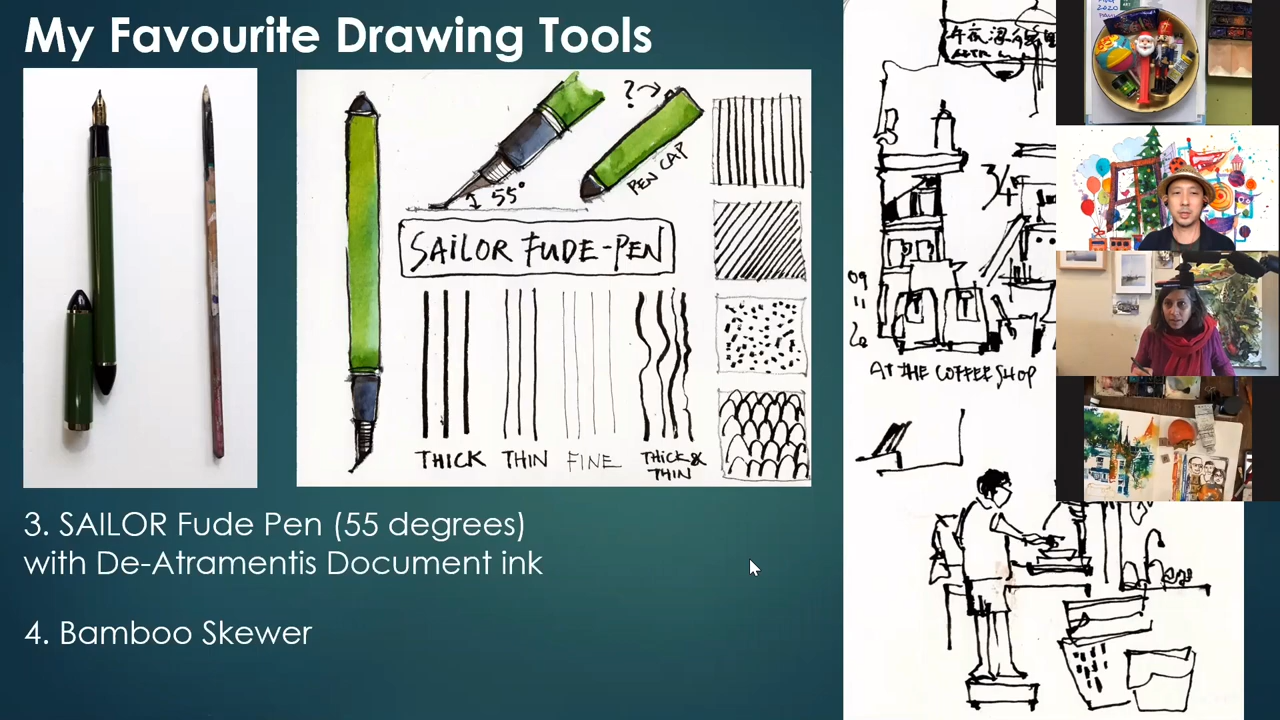 My Favourite Drawing Tools
?
55°
PEN CAP
SAILOR FUDE-PEN
THICK
THIN
FINE
THICK &
THIN
3. SAILOR Fude Pen (55 degrees)
with De-Atramentis Document ink
4. Bamboo Skewer
AT THE COFFEE SHOP
2020